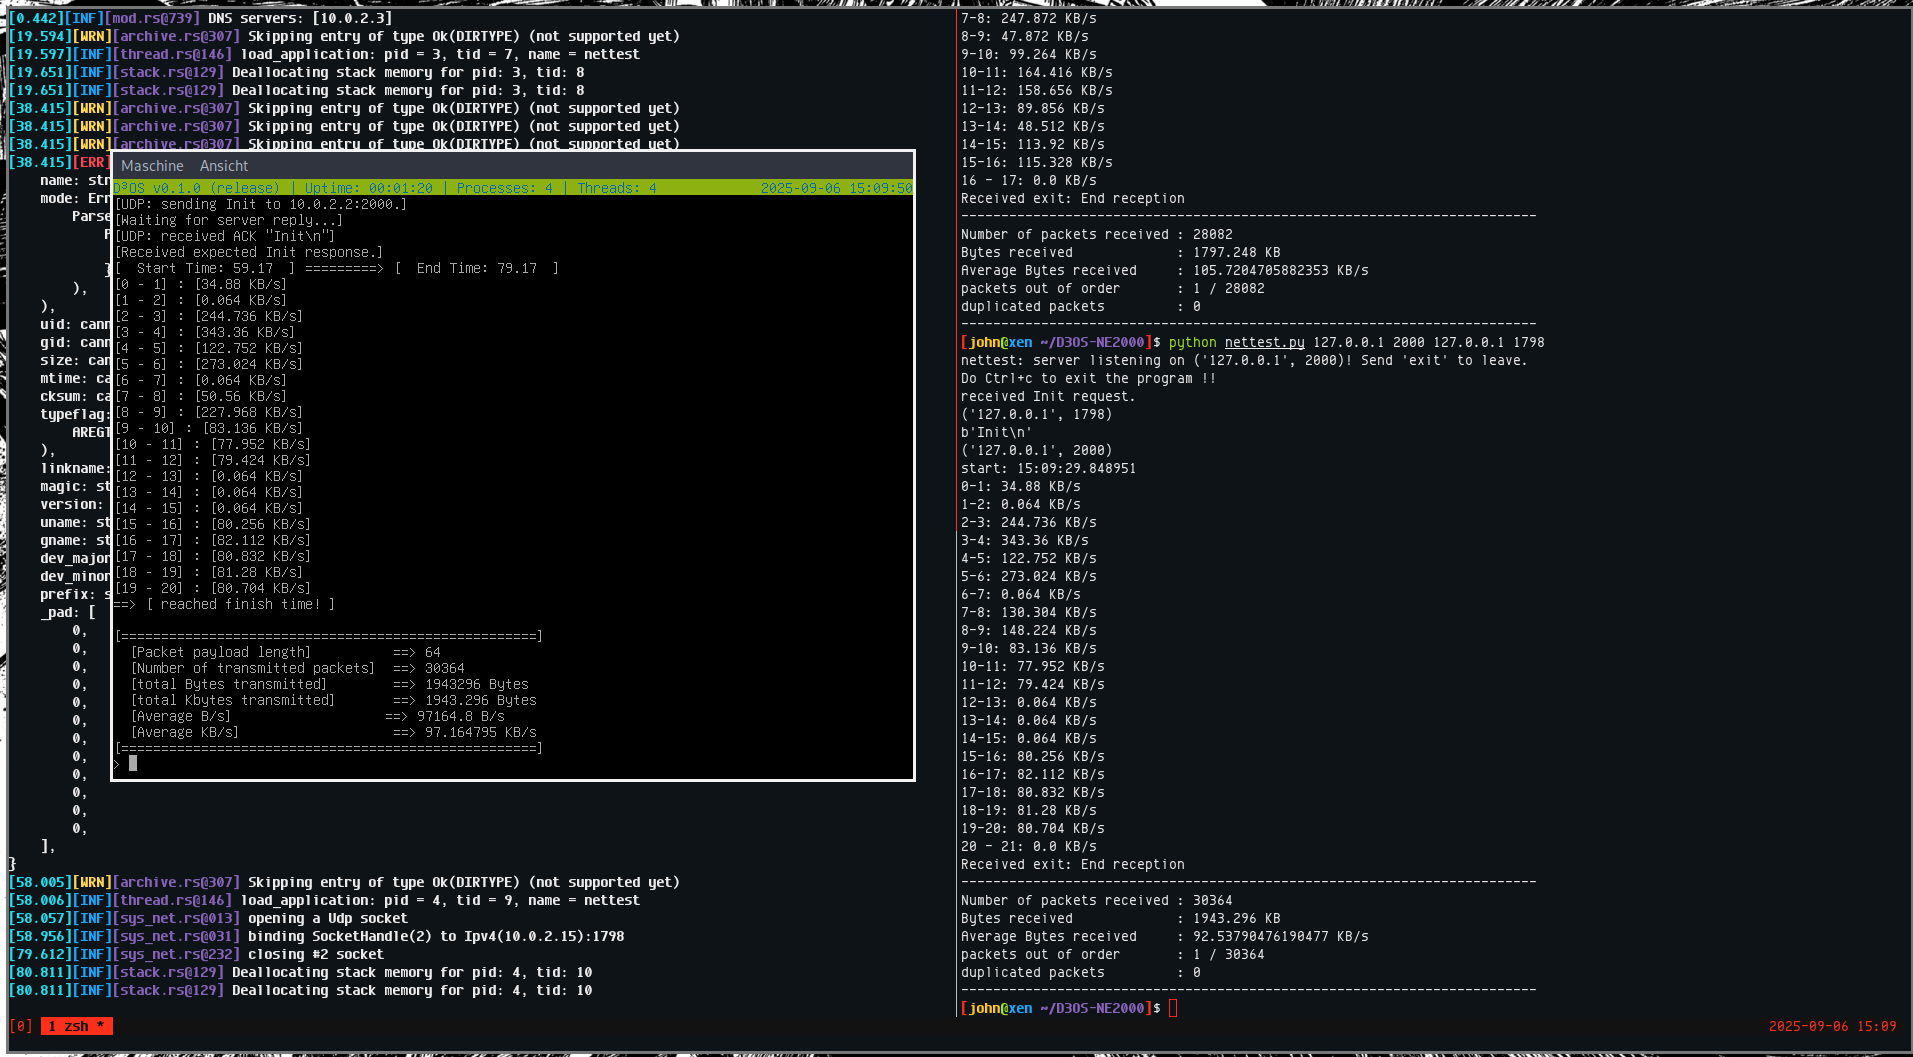 [0.442][INF][mod.rs@739] DNS servers: [10.0.2.3]
[19.594][WRN][archive.rs@307] Skipping entry of type Ok(DIRTYPE) (not supported yet)
[19.597][INF][thread.rs@146] load_application: pid = 3, tid = 7, name = nettest
[19.651][INF][stack.rs@129] Deallocating stack memory for pid: 3, tid: 8
[19.651][INF][stack.rs@129] Deallocating stack memory for pid: 3, tid: 8
[38.415][WRN][archive.rs@307] Skipping entry of type Ok(DIRTYPE) (not supported yet)
[38.415][WRN][archive.rs@307] Skipping entry of type Ok(DIRTYPE) (not supported yet)
[38.415][WRN][archive.rs@307] Skipping entry of type Ok(DIRTYPE) (not supported yet)
[38.415][ERR]
name: str
mode: Err
Parse
P
}
),
),
uid: cann
gid: cann
size: can
mtime: ca
cksum: ca
typeflag:
AREGT
),
linkname:
magic: st
version:
uname: st
gname: st
dev_major
dev_minor
prefix: s
_pad: [
0,
0,
0,
0,
0,
0,
0,
0,
0,
0,
0,
0,
],
}
[58.005][WRN][archive.rs@307] Skipping entry of type Ok(DIRTYPE) (not supported yet)
[58.006][INF][thread.rs@146] load_application: pid = 4, tid = 9, name = nettest
[58.057][INF][sys_net.rs@013] opening a Udp socket
[58.956][INF][sys_net.rs@031] binding SocketHandle(2) to Ipv4(10.0.2.15):1798
[79.612][INF][sys_net.rs@232] closing #2 socket
[80.811][INF][stack.rs@129] Deallocating stack memory for pid: 4, tid: 10
[80.811][INF][stack.rs@129] Deallocating stack memory for pid: 4, tid: 10
Maschine Ansicht
D³OS v0.1.0 (release) | Uptime: 00:01:20 | Processes: 4 | Threads: 4 2025-09-06 15:09:50
[UDP: sending Init to 10.0.2.2:2000.]
[Waiting for server reply...]
[UDP: received ACK "Init\n"]
[Received expected Init response.]
[ Start Time: 59.17 ] =========> [ End Time: 79.17 ]
[0 - 1] : [34.88 KB/s]
[1 - 2] : [0.064 KB/s]
[2 - 3] : [244.736 KB/s]
[3 - 4] : [343.36 KB/s]
[4 - 5] : [122.752 KB/s]
[5 - 6] : [273.024 KB/s]
[6 - 7] : [0.064 KB/s]
[7 - 8] : [50.56 KB/s]
[8 - 9] : [227.968 KB/s]
[9 - 10] : [83.136 KB/s]
[10 - 11] : [77.952 KB/s]
[11 - 12] : [79.424 KB/s]
[12 - 13] : [0.064 KB/s]
[13 - 14] : [0.064 KB/s]
[14 - 15] : [0.064 KB/s]
[15 - 16] : [80.256 KB/s]
[16 - 17] : [82.112 KB/s]
[17 - 18] : [80.832 KB/s]
[18 - 19] : [81.28 KB/s]
[19 - 20] : [80.704 KB/s]
==> [ reached finish time! ]
[====================================================]
[Packet payload length] ==> 64
[Number of transmitted packets] ==> 30364
[total Bytes transmitted] ==> 1943296 Bytes
[total Kbytes transmitted] ==> 1943.296 Bytes
[Average B/s] ==> 97164.8 B/s
[Average KB/s] ==> 97.164795 KB/s
[====================================================]
>
7-8: 247.872 KB/s
8-9: 47.872 KB/s
9-10: 99.264 KB/s
10-11: 164.416 KB/s
11-12: 158.656 KB/s
12-13: 89.856 KB/s
13-14: 48.512 KB/s
14-15: 113.92 KB/s
15-16: 115.328 KB/s
16 - 17: 0.0 KB/s
Received exit: End reception
------------------------------------------------------------------------
Number of packets received : 28082
Bytes received : 1797.248 KB
Average Bytes received : 105.7204705882353 KB/s
packets out of order : 1 / 28082
duplicated packets : 0
------------------------------------------------------------------------
[john@xen ~/D3OS-NE2000]$ python nettest.py 127.0.0.1 2000 127.0.0.1 1798
nettest: server listening on ('127.0.0.1', 2000)! Send 'exit' to leave.
Do Ctrl+c to exit the program !!
received Init request.
('127.0.0.1', 1798)
b'Init\n'
('127.0.0.1', 2000)
start: 15:09:29.848951
0-1: 34.88 KB/s
1-2: 0.064 KB/s
2-3: 244.736 KB/s
3-4: 343.36 KB/s
4-5: 122.752 KB/s
5-6: 273.024 KB/s
6-7: 0.064 KB/s
7-8: 130.304 KB/s
8-9: 148.224 KB/s
9-10: 83.136 KB/s
10-11: 77.952 KB/s
11-12: 79.424 KB/s
12-13: 0.064 KB/s
13-14: 0.064 KB/s
14-15: 0.064 KB/s
15-16: 80.256 KB/s
16-17: 82.112 KB/s
17-18: 80.832 KB/s
18-19: 81.28 KB/s
19-20: 80.704 KB/s
20 - 21: 0.0 KB/s
Received exit: End reception
------------------------------------------------------------------------
Number of packets received : 30364
Bytes received : 1943.296 KB
Average Bytes received : 92.53790476190477 KB/s
packets out of order : 1 / 30364
duplicated packets : 0
------------------------------------------------------------------------
[john@xen ~/D3OS-NE2000]$
[0] 1 zsh * 2025-09-06 15:09